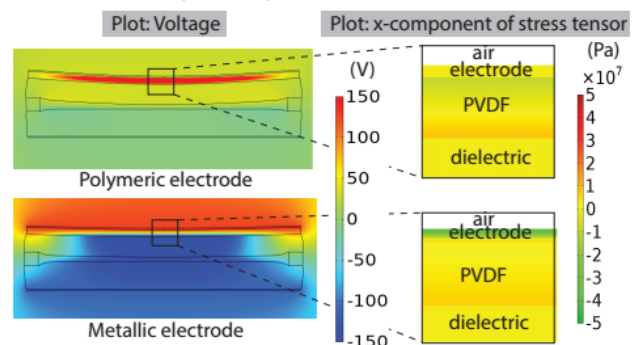 Plot: Voltage
Plot: x-component of stress tensor
(V)
150
100
50
0
-50
-100
-150
(Pa)
×10⁷
5
4
3
2
1
0
-1
-2
-3
-4
-5
air
electrode
PVDF
dielectric
Polymeric electrode
air
electrode
PVDF
dielectric
Metallic electrode